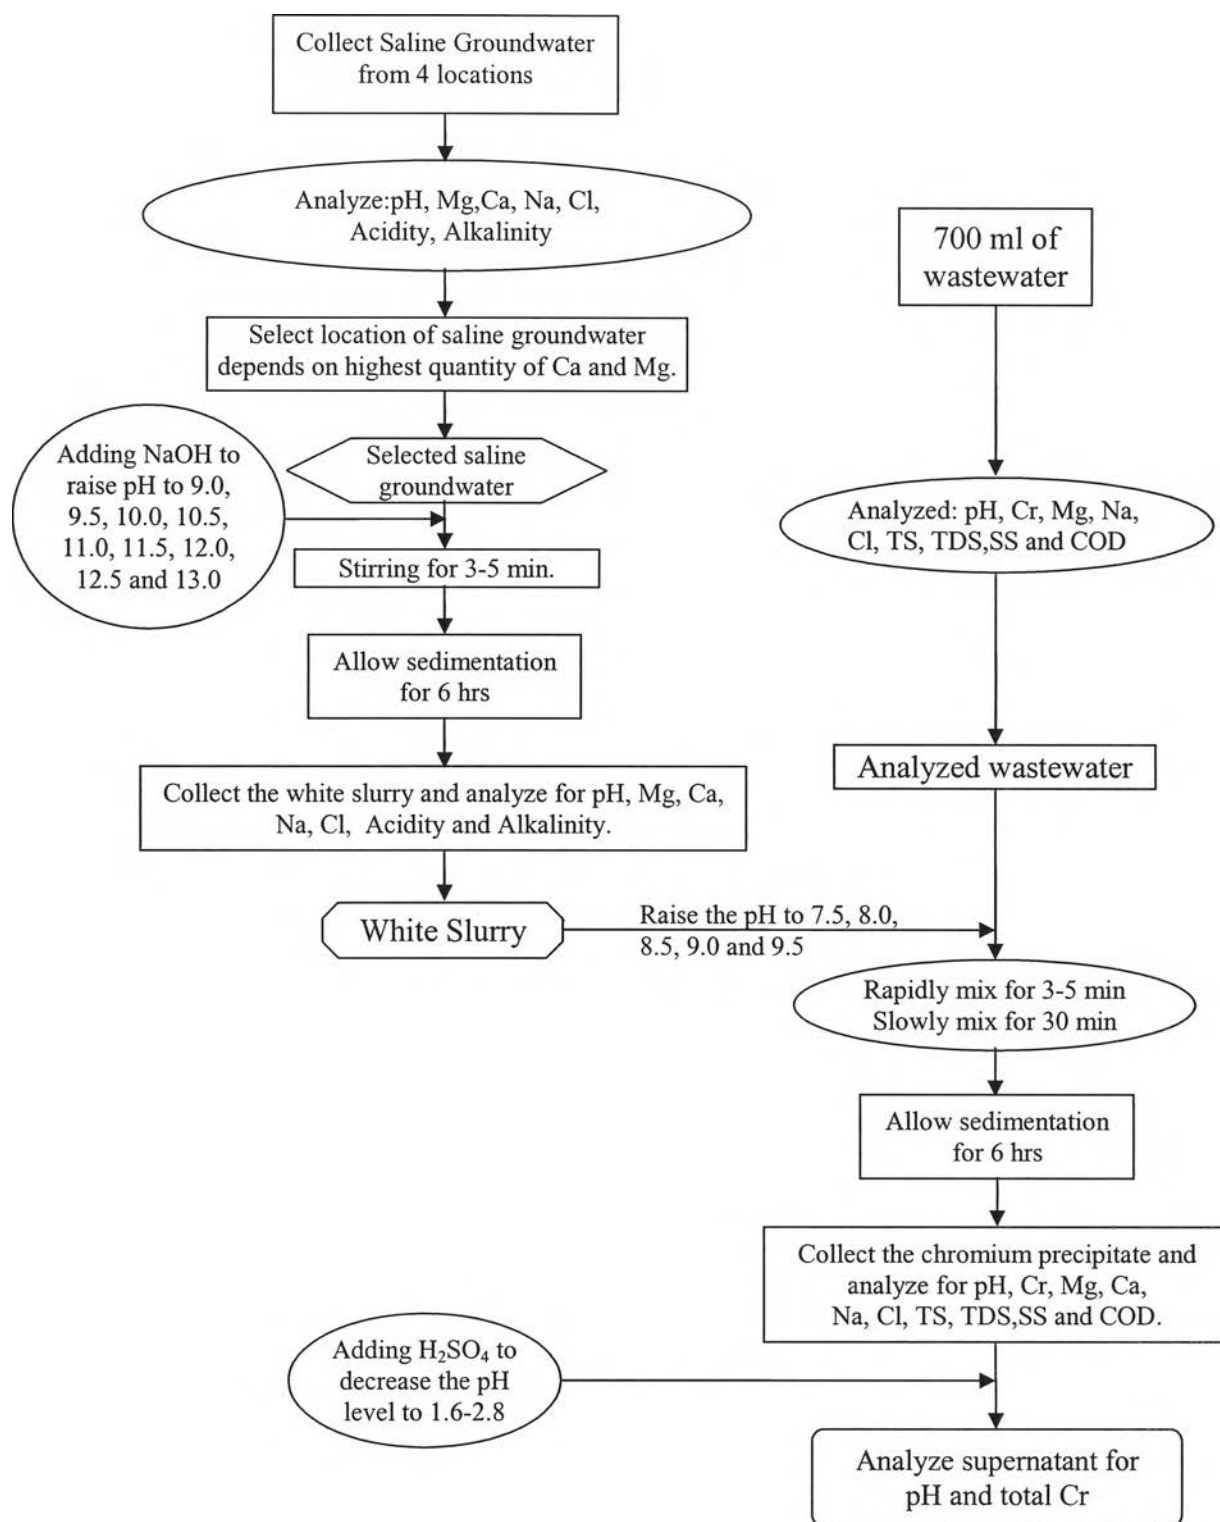 Collect Saline Groundwater
from 4 locations
Analyze:pH, Mg,Ca, Na, Cl,
Acidity, Alkalinity
Select location of saline groundwater
depends on highest quantity of Ca and Mg.
Adding NaOH to
raise pH to 9.0,
9.5, 10.0, 10.5,
11.0, 11.5, 12.0,
12.5 and 13.0
Selected saline
groundwater
Stirring for 3-5 min.
Allow sedimentation
for 6 hrs
Collect the white slurry and analyze for pH, Mg, Ca,
Na, Cl, Acidity and Alkalinity.
White Slurry
Raise the pH to 7.5, 8.0,
8.5, 9.0 and 9.5
700 ml of
wastewater
Analyzed: pH, Cr, Mg, Na,
Cl, TS, TDS,SS and COD
Analyzed wastewater
Rapidly mix for 3-5 min
Slowly mix for 30 min
Allow sedimentation
for 6 hrs
Collect the chromium precipitate and
analyze for pH, Cr, Mg, Ca,
Na, Cl, TS, TDS,SS and COD.
Adding H₂SO₄ to
decrease the pH
level to 1.6-2.8
Analyze supernatant for
pH and total Cr